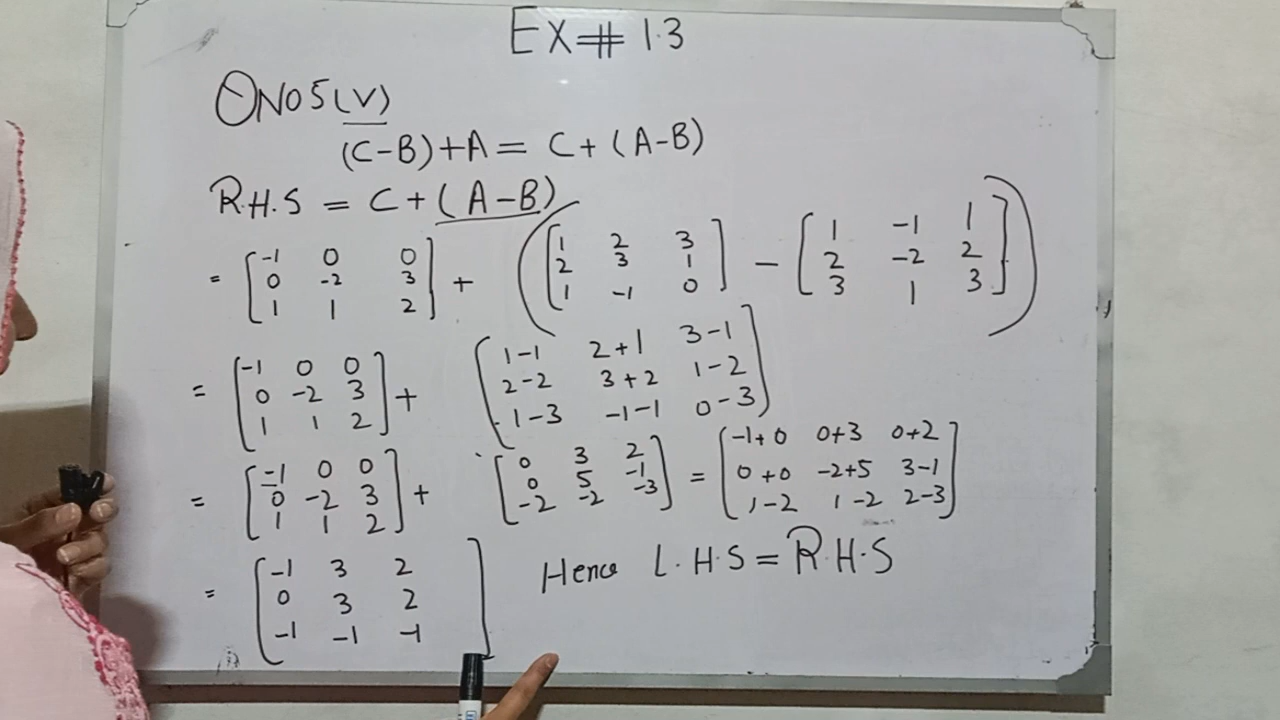 EX# 1.3
QNO5(V)
(C-B)+A = C+(A-B)
R.H.S = C+(A-B)
= [-1 0 0 + ([1 2 3 - [1 -1 1])
0 -2 3 2 3 1 2 -2 2
1 1 2] 1 -1 0] 3 1 3
= [-1 0 0 + [1-1 2+1 3-1
0 -2 3 2-2 3+2 1-2
1 1 2] 1-3 -1-1 0-3]
= [-1 0 0 + [0 3 2 = [-1+0 0+3 0+2
0 -2 3 0 5 -1 0+0 -2+5 3-1
1 1 2] -2 -2 -3] 1-2 1-2 2-3]
= [-1 3 2
0 3 2
-1 -1 -1]
Hence L.H.S = R.H.S